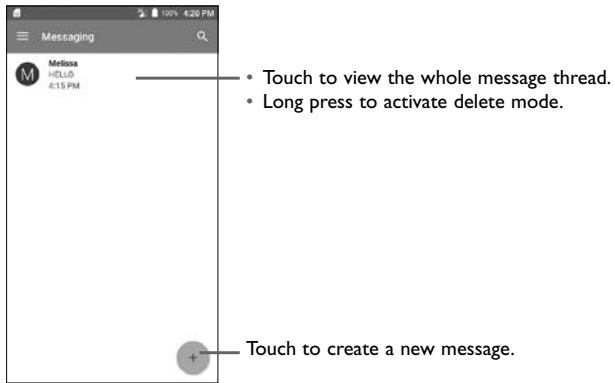 100% 4:20 PM
Messaging
Melissa
M
HELLO
4:15 PM
• Touch to view the whole message thread.
• Long press to activate delete mode.
+
Touch to create a new message.